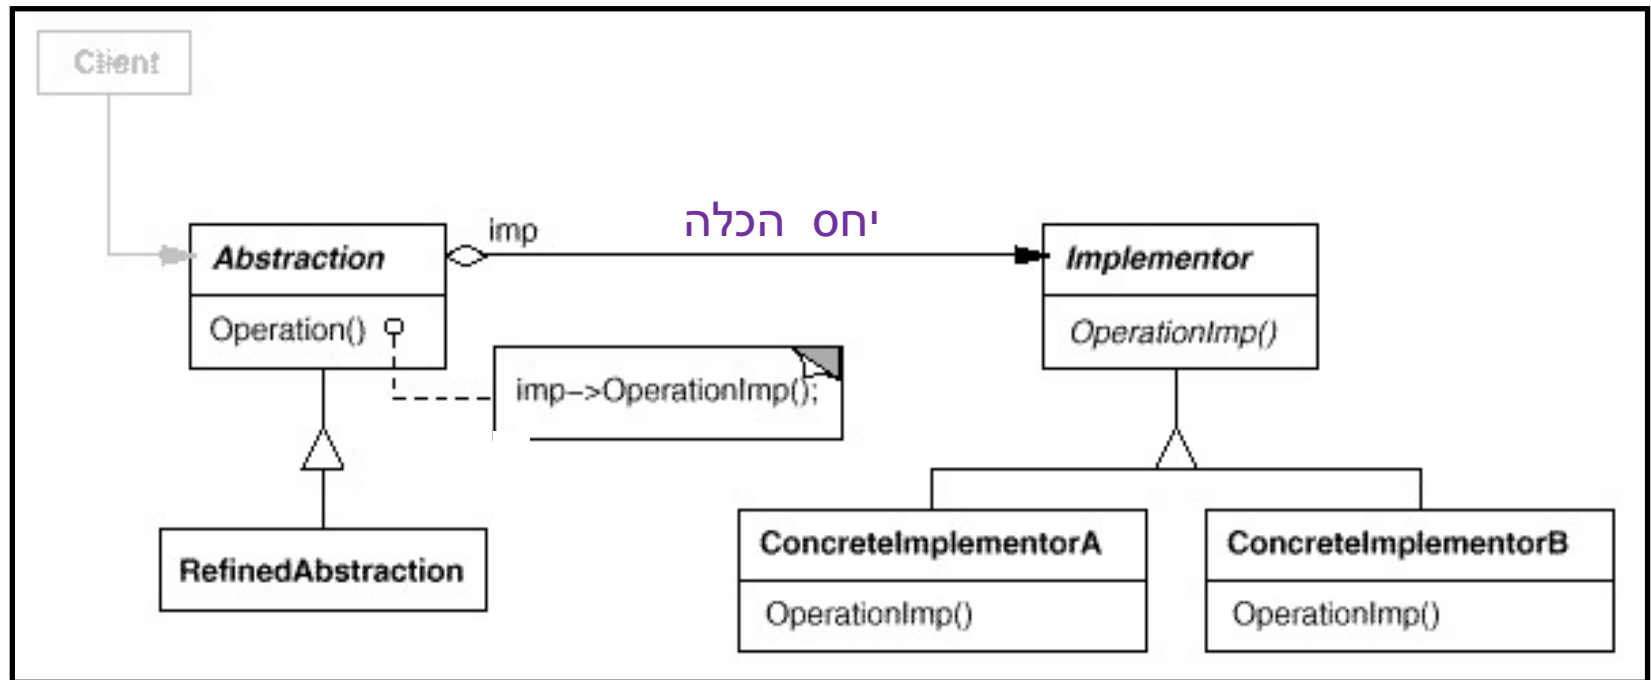 Client
יחס הכלה
imp
Abstraction
Implementor
Operation()
OperationImp()
imp->OperationImp();
RefinedAbstraction
ConcreteImplementorA
ConcreteImplementorB
OperationImp()
OperationImp()